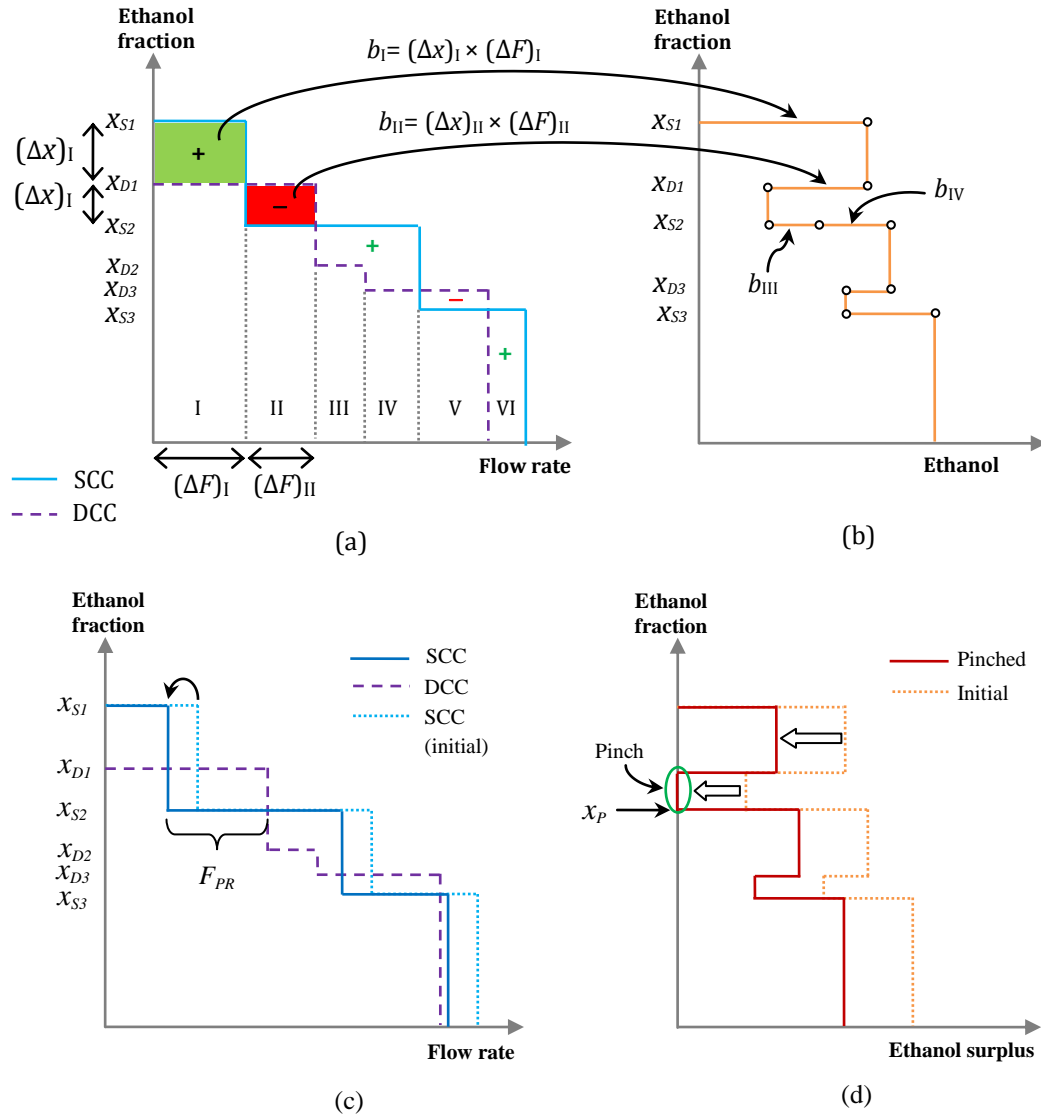 Ethanol
fraction
x_S1
(Δx)_I
x_D1
(Δx)_I
x_S2
x_D2
x_D3
x_S3
b_I= (Δx)_I × (ΔF)_I
b_II= (Δx)_II × (ΔF)_II
+
−
+
−
+
I II III IV V VI
Flow rate
(ΔF)_I (ΔF)_II
SCC
DCC
(a)
Ethanol
fraction
x_S1
x_D1
x_S2
x_D3
x_S3
b_IV
b_III
Ethanol
(b)
Ethanol
fraction
x_S1
x_D1
x_S2
x_D2
x_D3
x_S3
F_PR
SCC
DCC
SCC
(initial)
Flow rate
(c)
Ethanol
fraction
Pinched
Initial
Pinch
x_P
Ethanol surplus
(d)